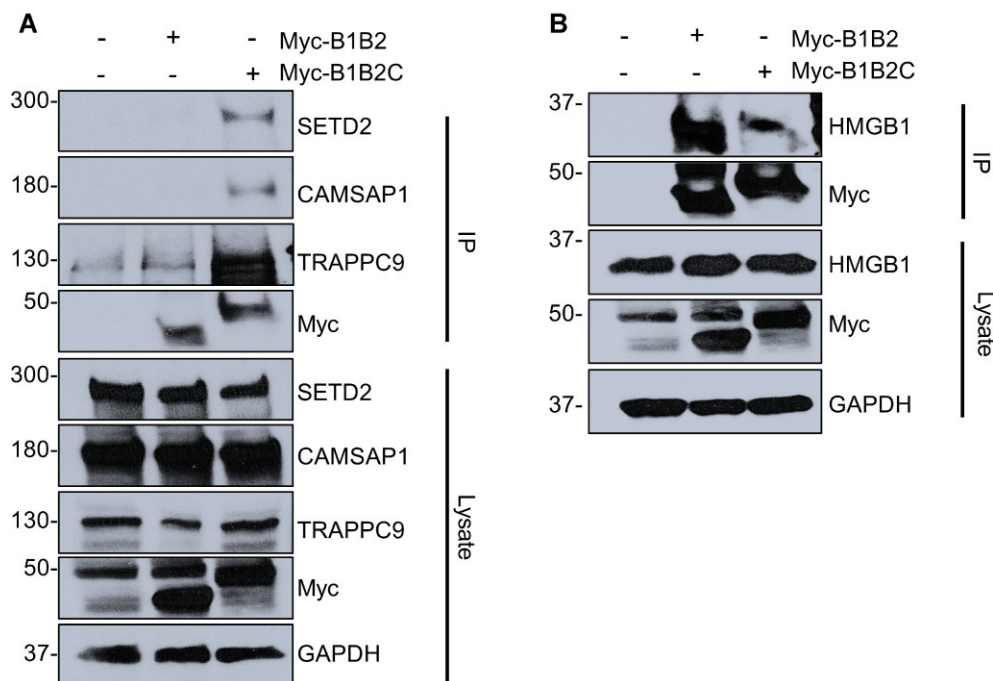 A
- + - Myc-B1B2
- - + Myc-B1B2C
300- SETD2
180- CAMSAP1
130- TRAPPC9
50- Myc
IP
300- SETD2
180- CAMSAP1
130- TRAPPC9
50- Myc
37- GAPDH
Lysate
B
- + - Myc-B1B2
- - + Myc-B1B2C
37- HMGB1
50- Myc
IP
37- HMGB1
50- Myc
37- GAPDH
Lysate